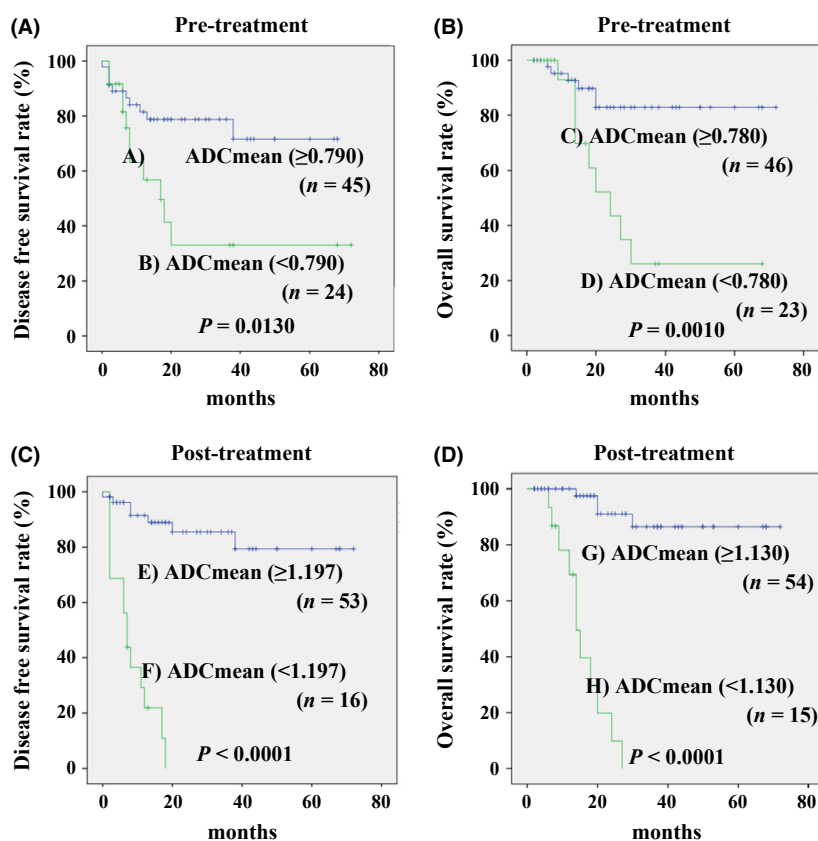 (A)
Pre-treatment
Disease free survival rate (%)
100
80
60
40
20
0
A) ADCmean (≥0.790)
(n = 45)
B) ADCmean (<0.790)
(n = 24)
P = 0.0130
0 20 40 60 80
months
(B)
Pre-treatment
Overall survival rate (%)
100
80
60
40
20
0
C) ADCmean (≥0.780)
(n = 46)
D) ADCmean (<0.780)
(n = 23)
P = 0.0010
0 20 40 60 80
months
(C)
Post-treatment
Disease free survival rate (%)
100
80
60
40
20
0
E) ADCmean (≥1.197)
(n = 53)
F) ADCmean (<1.197)
(n = 16)
P < 0.0001
0 20 40 60 80
months
(D)
Post-treatment
Overall survival rate (%)
100
80
60
40
20
0
G) ADCmean (≥1.130)
(n = 54)
H) ADCmean (<1.130)
(n = 15)
P < 0.0001
0 20 40 60 80
months